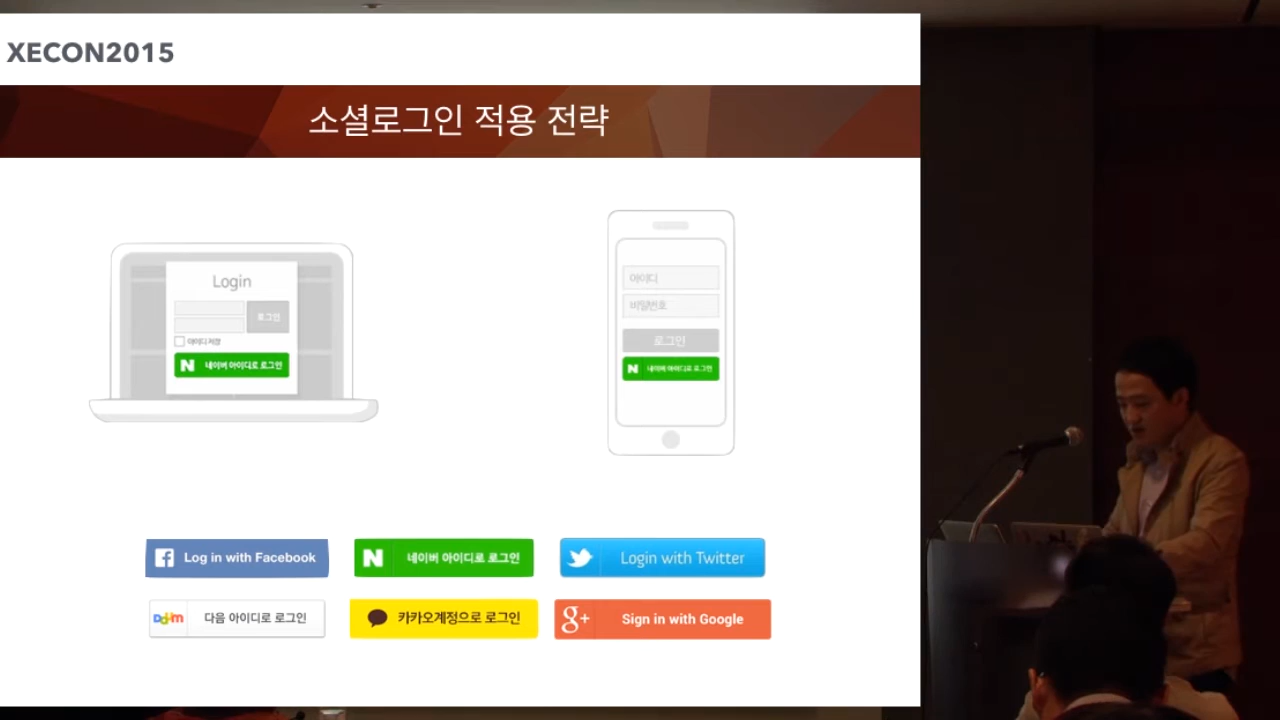 XECON2015
소셜로그인 적용 전략
Login
로그인
아이디 저장
N 네이버 아이디로 로그인
아이디
비밀번호
로그인
N 네이버 아이디로 로그인
f Log in with Facebook
N 네이버 아이디로 로그인
Login with Twitter
Daum 다음 아이디로 로그인
카카오계정으로 로그인
g+ Sign in with Google